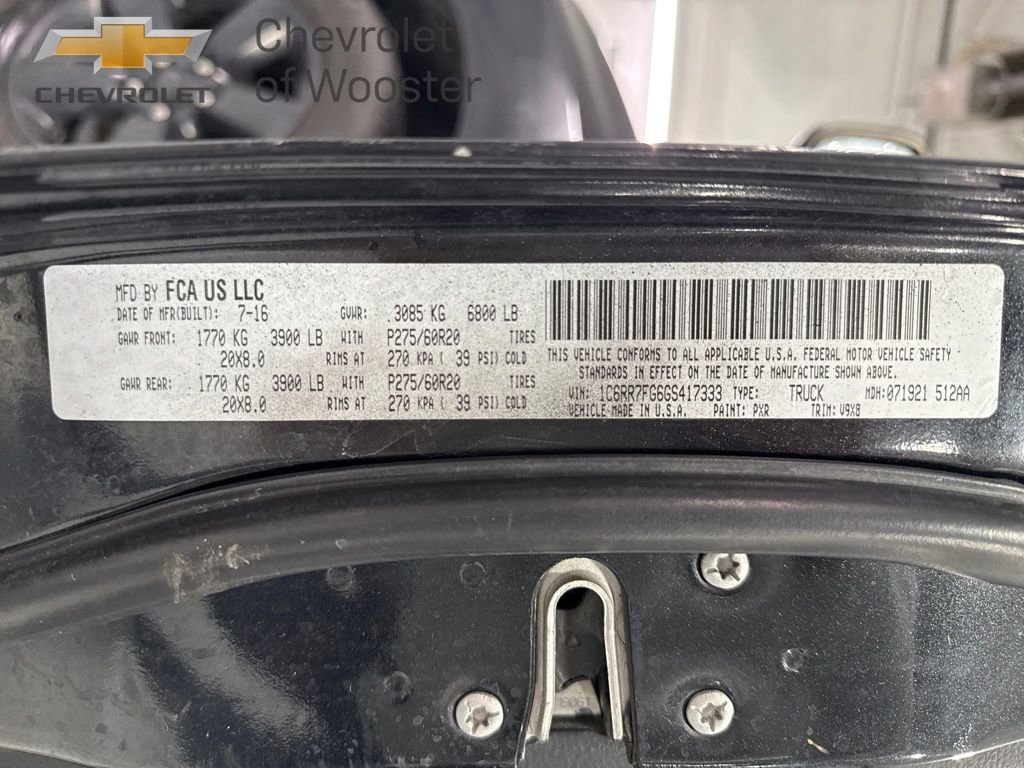 CHEVROLET
Chevrolet
of Wooster
MFD BY FCA US LLC
DATE OF MFR(BUILT): 7-16 GVWR: 3085 KG 6800 LB
GAWR FRONT: 1770 KG 3900 LB WITH P275/60R20 TIRES
20X8.0 RIMS AT 270 KPA ( 39 PSI) COLD
GAWR REAR: 1770 KG 3900 LB WITH P275/60R20 TIRES
20X8.0 RIMS AT 270 KPA ( 39 PSI) COLD
THIS VEHICLE CONFORMS TO ALL APPLICABLE U.S.A. FEDERAL MOTOR VEHICLE SAFETY
STANDARDS IN EFFECT ON THE DATE OF MANUFACTURE SHOWN ABOVE.
VIN: 1C6RR7FG6GS417333 TYPE: TRUCK MDH:071921 512AA
VEHICLE MADE IN U.S.A. PAINT: PXR TRIM: V9X8